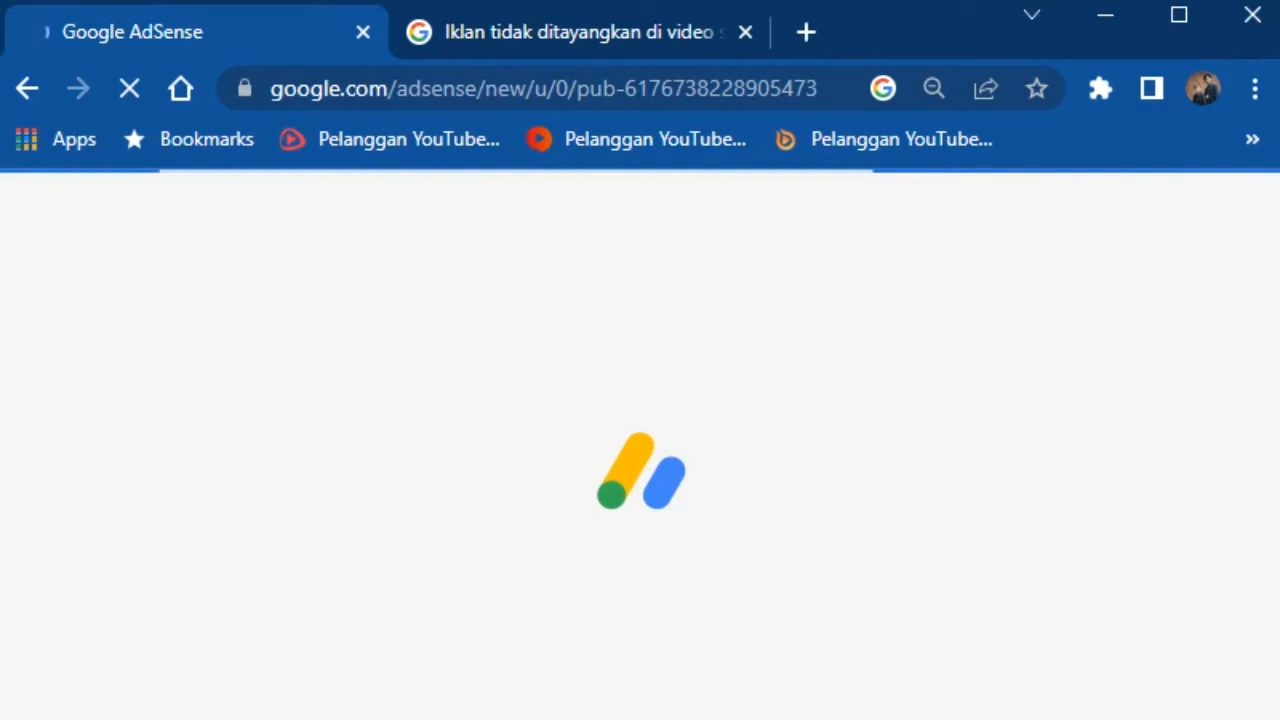 Google AdSense
Iklan tidak ditayangkan di video
google.com/adsense/new/u/0/pub-6176738228905473
Apps Bookmarks Pelanggan YouTube... Pelanggan YouTube... Pelanggan YouTube...